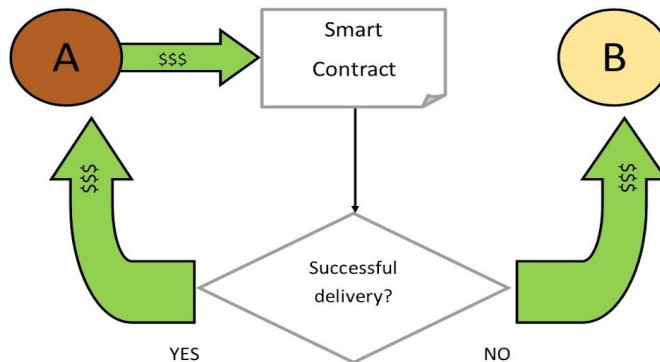 A
$$$
Smart
Contract
B
$$$
$$$
Successful
delivery?
YES
NO